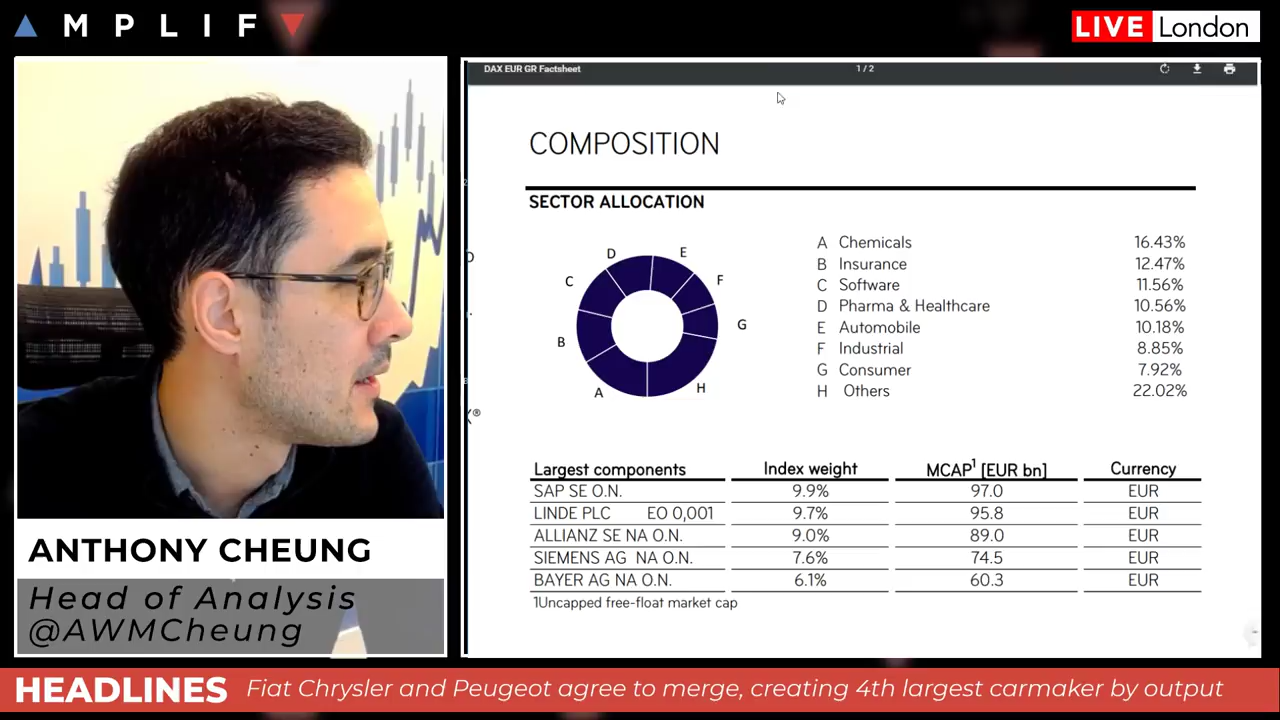 AMPLIFY
LIVE London
DAX EUR GR Factsheet
1 / 2
COMPOSITION
SECTOR ALLOCATION
A
B
C
D
E
F
G
H
A Chemicals 16.43%
B Insurance 12.47%
C Software 11.56%
D Pharma & Healthcare 10.56%
E Automobile 10.18%
F Industrial 8.85%
G Consumer 7.92%
H Others 22.02%
Largest components Index weight MCAP¹ [EUR bn] Currency
SAP SE O.N. 9.9% 97.0 EUR
LINDE PLC EO 0,001 9.7% 95.8 EUR
ALLIANZ SE NA O.N. 9.0% 89.0 EUR
SIEMENS AG NA O.N. 7.6% 74.5 EUR
BAYER AG NA O.N. 6.1% 60.3 EUR
1Uncapped free-float market cap
ANTHONY CHEUNG
Head of Analysis
@AWMCheung
HEADLINES Fiat Chrysler and Peugeot agree to merge, creating 4th largest carmaker by output